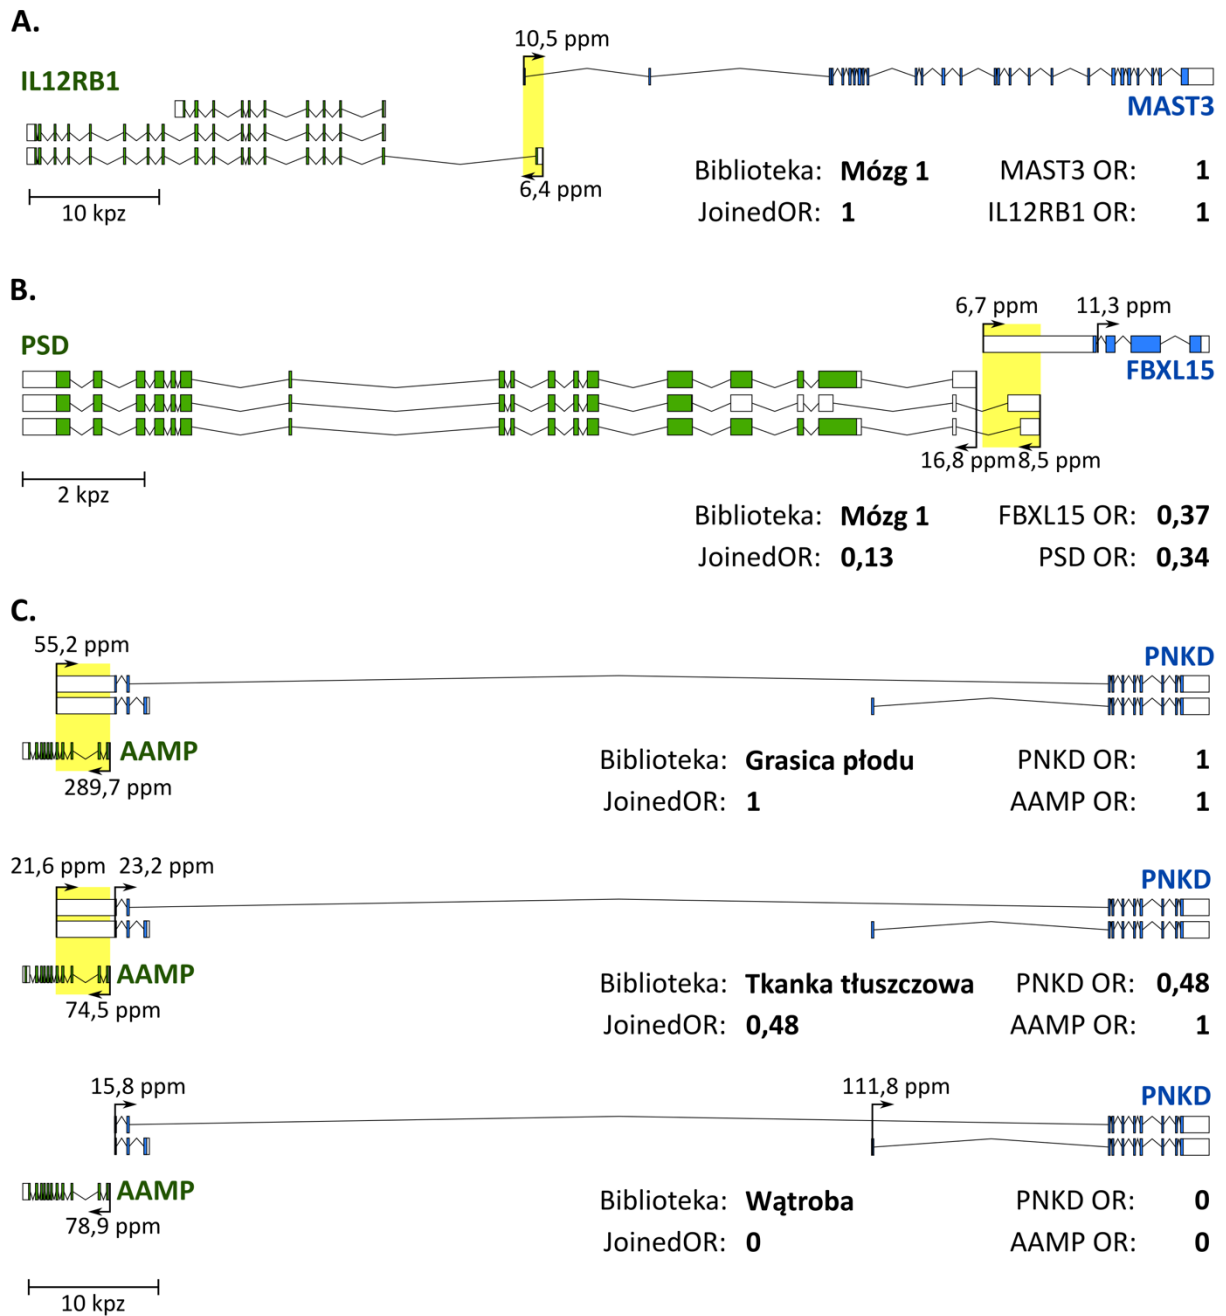 A.
10,5 ppm
IL12RB1
MAST3
6,4 ppm
10 kpz
Biblioteka: Mózg 1 MAST3 OR: 1
JoinedOR: 1 IL12RB1 OR: 1
B.
6,7 ppm 11,3 ppm
PSD
FBXL15
16,8 ppm 8,5 ppm
2 kpz
Biblioteka: Mózg 1 FBXL15 OR: 0,37
JoinedOR: 0,13 PSD OR: 0,34
C.
55,2 ppm
PNKD
AAMP
289,7 ppm
Biblioteka: Grasica płodu PNKD OR: 1
JoinedOR: 1 AAMP OR: 1
21,6 ppm 23,2 ppm
PNKD
AAMP
74,5 ppm
Biblioteka: Tkanka tłuszczowa PNKD OR: 0,48
JoinedOR: 0,48 AAMP OR: 1
15,8 ppm 111,8 ppm
PNKD
AAMP
78,9 ppm
Biblioteka: Wątroba PNKD OR: 0
JoinedOR: 0 AAMP OR: 0
10 kpz